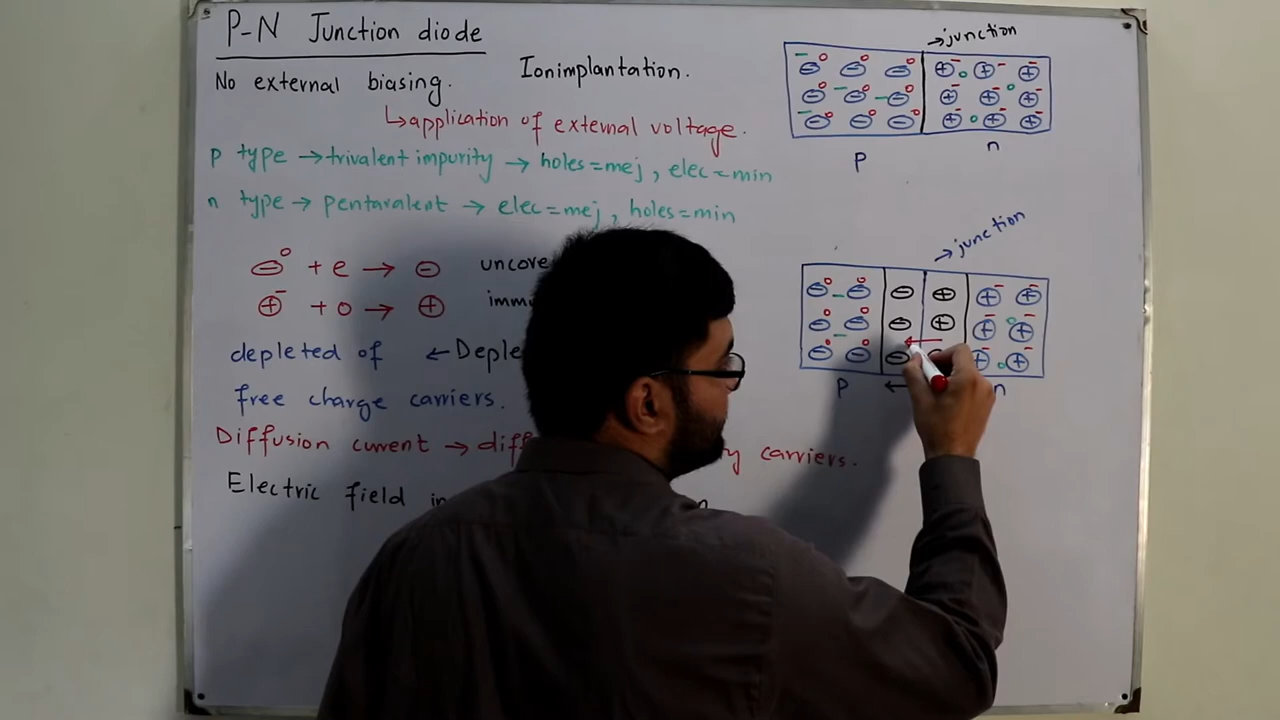 P-N Junction diode
No external biasing. Ionimplantation.
↳application of external voltage.
P type → trivalent impurity → holes=mej, elec=min
n type → pentavalent → elec=mej, holes=min
⊖° + e → ⊖ uncove
⊕⁻ + o → ⊕ imm
depleted of ← Deple
free charge carriers.
Diffusion current → diff y carriers.
Electric field in n
→junction
P n
→junction
P ← n